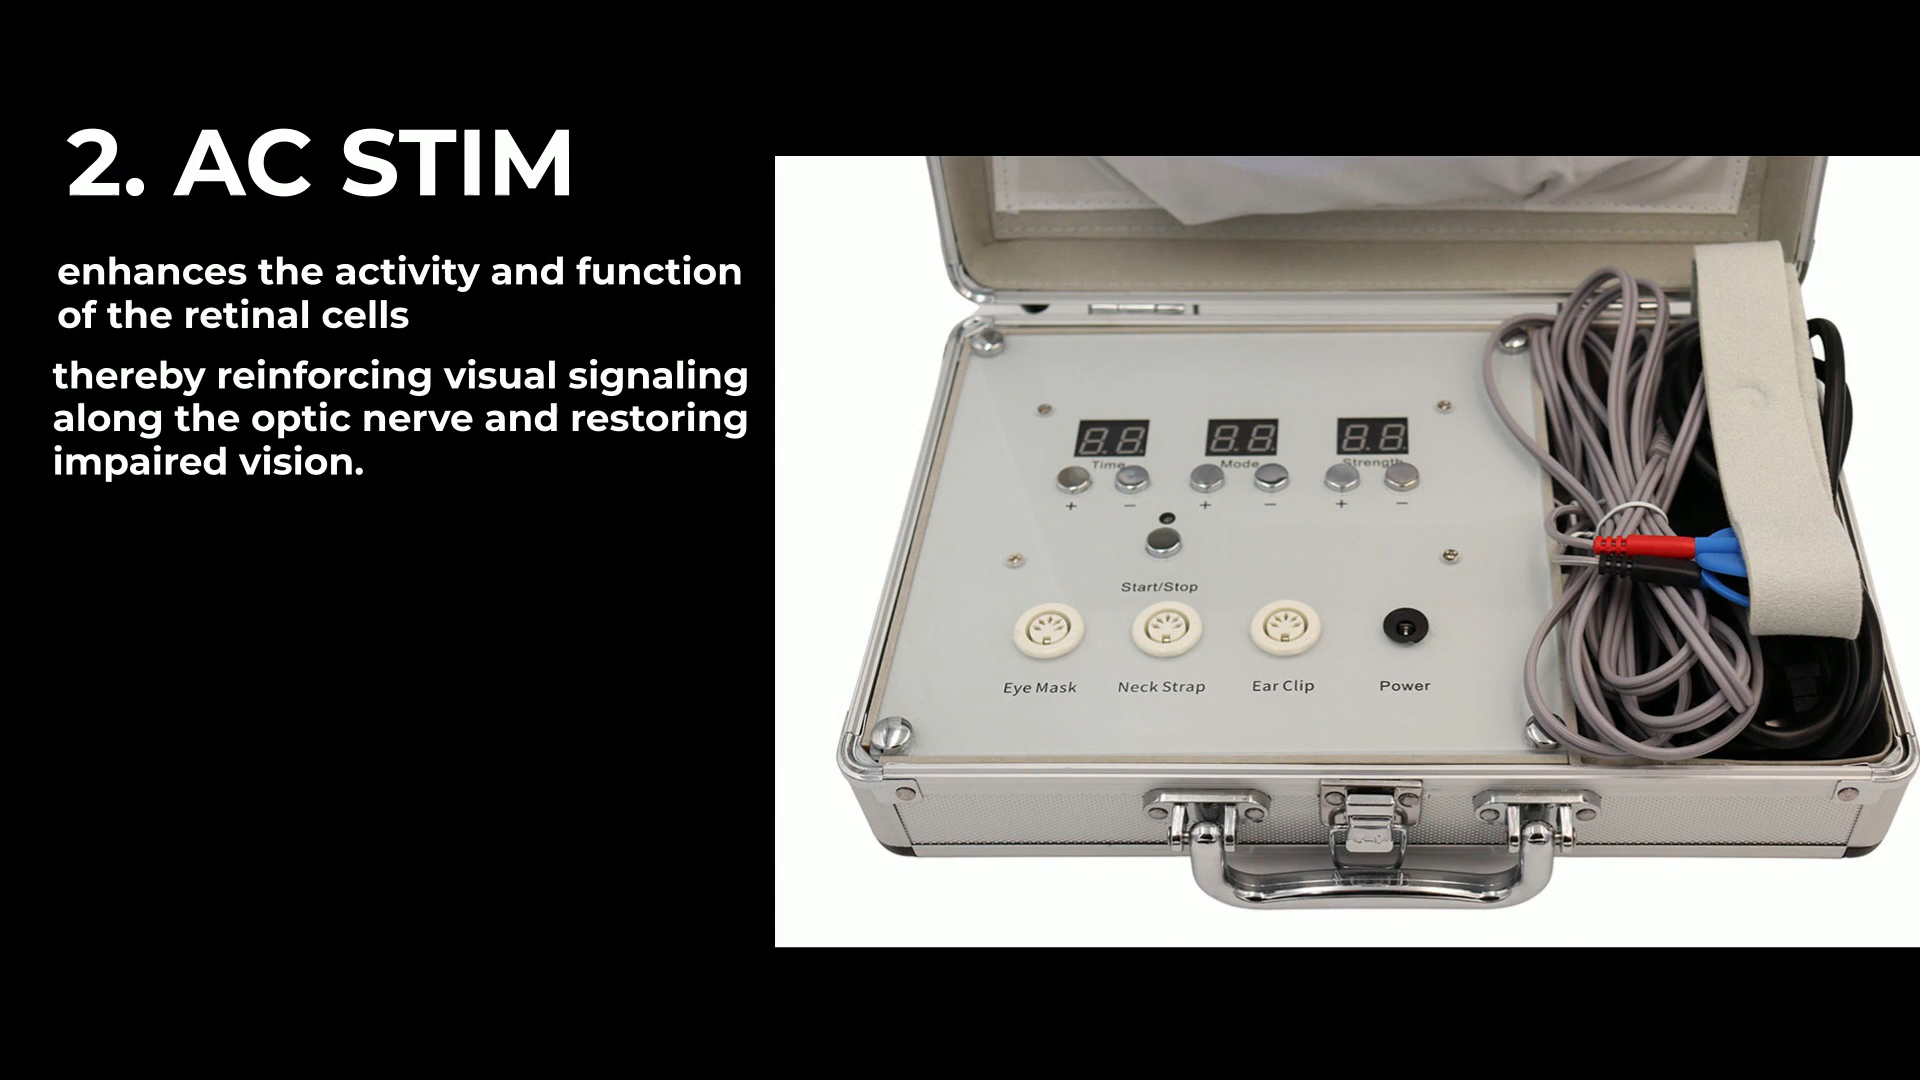 2. AC STIM
enhances the activity and function
of the retinal cells
thereby reinforcing visual signaling
along the optic nerve and restoring
impaired vision.
Time Mode Strength
+ − + − + −
Start/Stop
Eye Mask Neck Strap Ear Clip Power